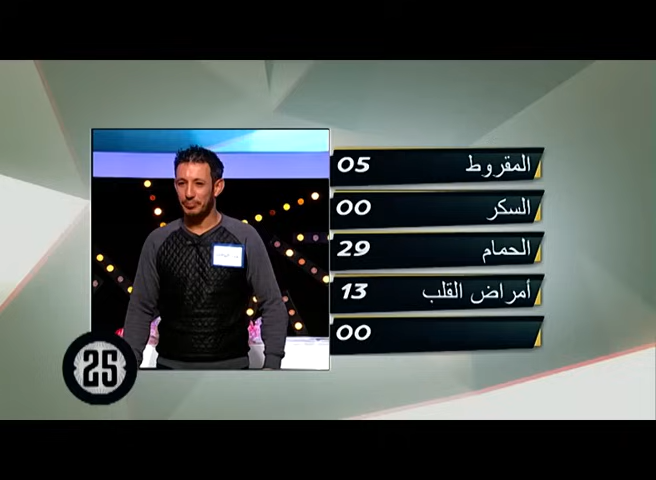 المقروط 05
السكر 00
الحمام 29
أمراض القلب 13
00
25